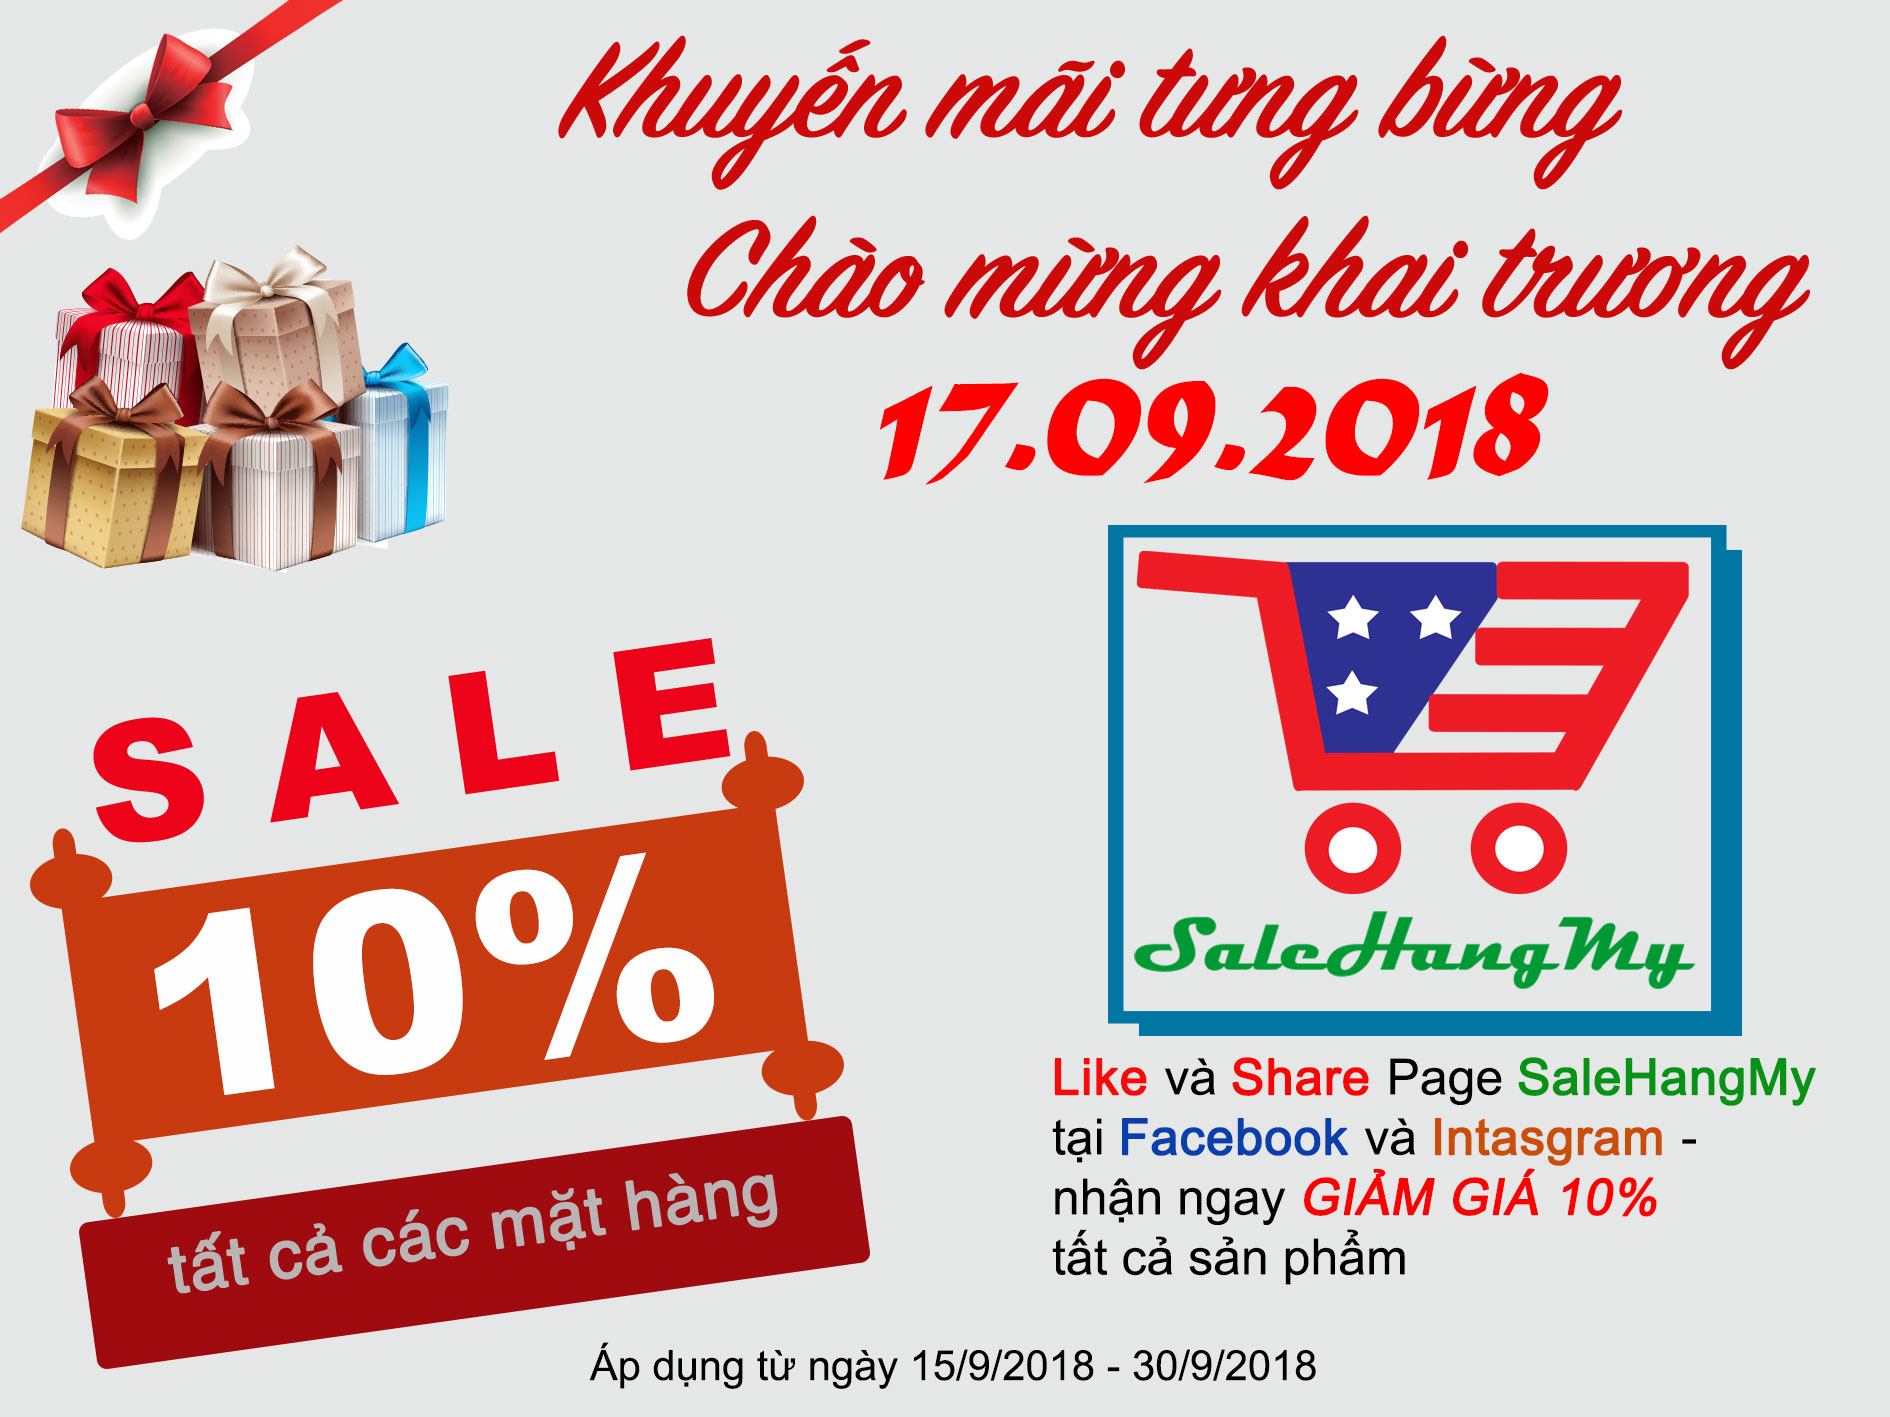 Khuyến mãi tưng bừng
Chào mừng khai trương
17.09.2018
SALE
10%
tất cả các mặt hàng
SaleHangMy
Like và Share Page SaleHangMy
tại Facebook và Intasgram -
nhận ngay GIẢM GIÁ 10%
tất cả sản phẩm
Áp dụng từ ngày 15/9/2018 - 30/9/2018